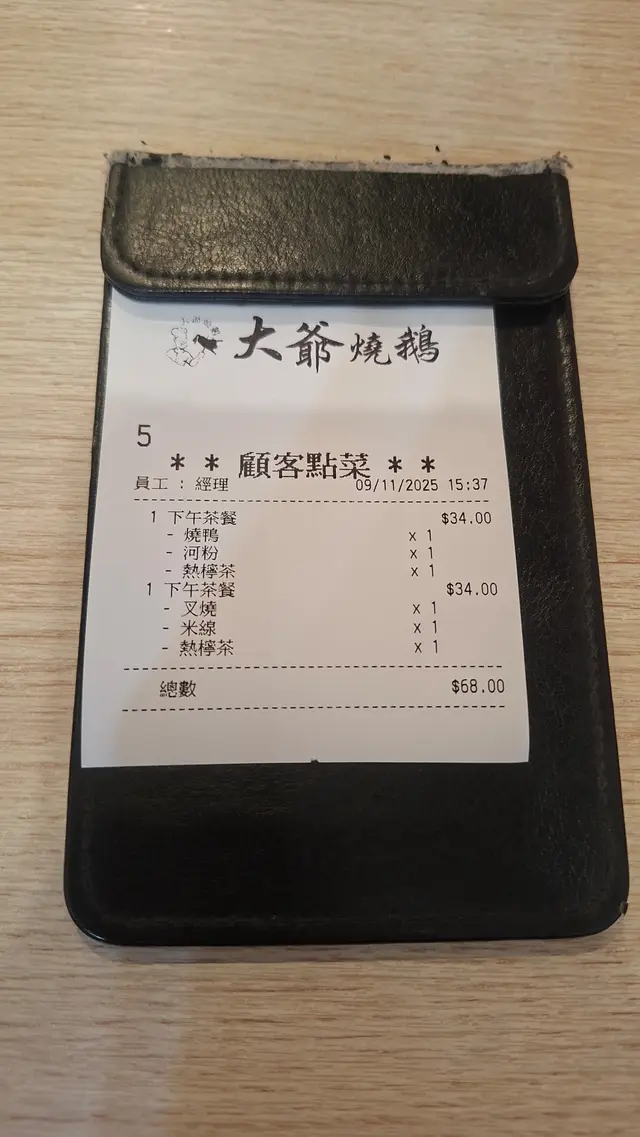 大爺燒鵝
5
** 顧客點菜 **
員工 : 經理 09/11/2025 15:37
1 下午茶餐 $34.00
- 燒鴨 x 1
- 河粉 x 1
- 熱檸茶 x 1
1 下午茶餐 $34.00
- 叉燒 x 1
- 米線 x 1
- 熱檸茶 x 1
總數 $68.00